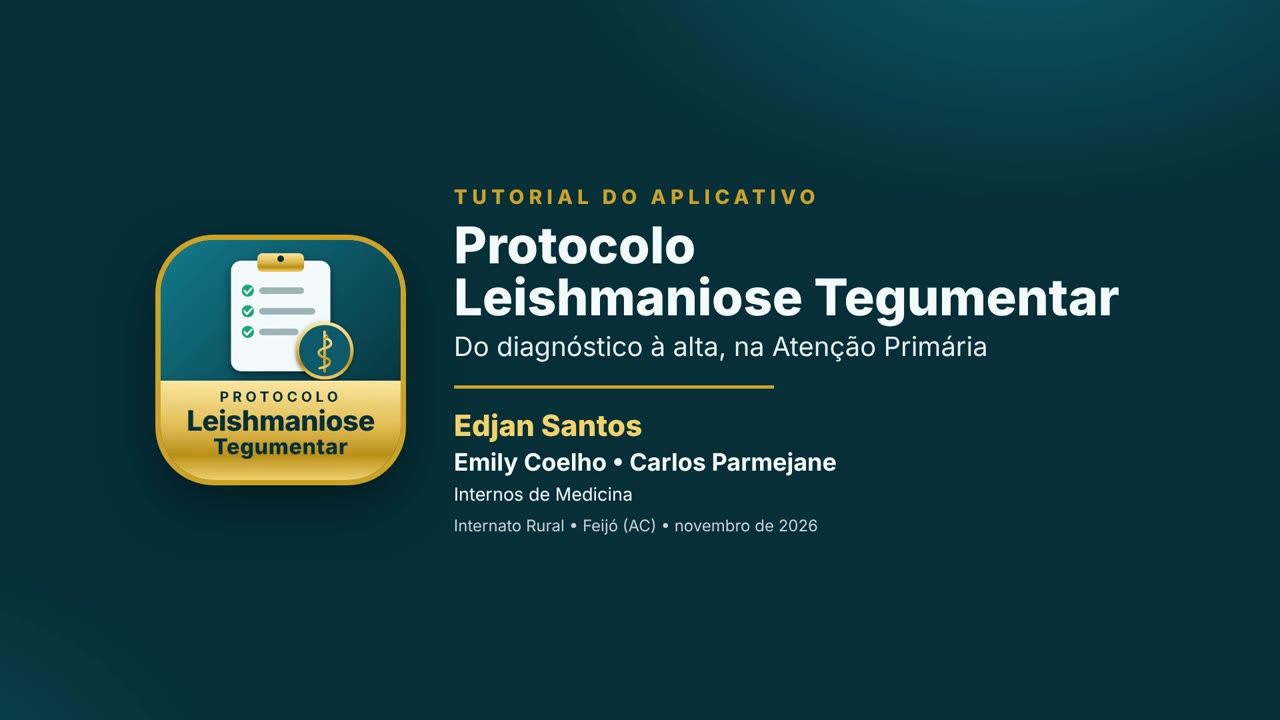 TUTORIAL DO APLICATIVO
Protocolo
Leishmaniose Tegumentar
Do diagnóstico à alta, na Atenção Primária
Edjan Santos
Emily Coelho • Carlos Parmejane
Internos de Medicina
Internato Rural • Feijó (AC) • novembro de 2026
PROTOCOLO
Leishmaniose
Tegumentar